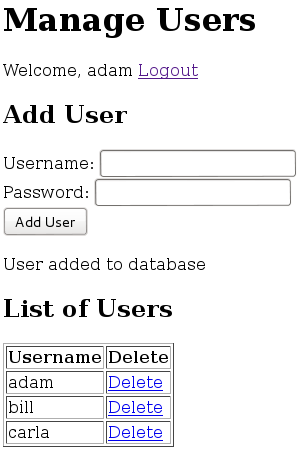 Manage Users
Welcome, adam Logout
Add User
Username:
Password:
Add User
User added to database
List of Users
Username Delete
adam Delete
bill Delete
carla Delete